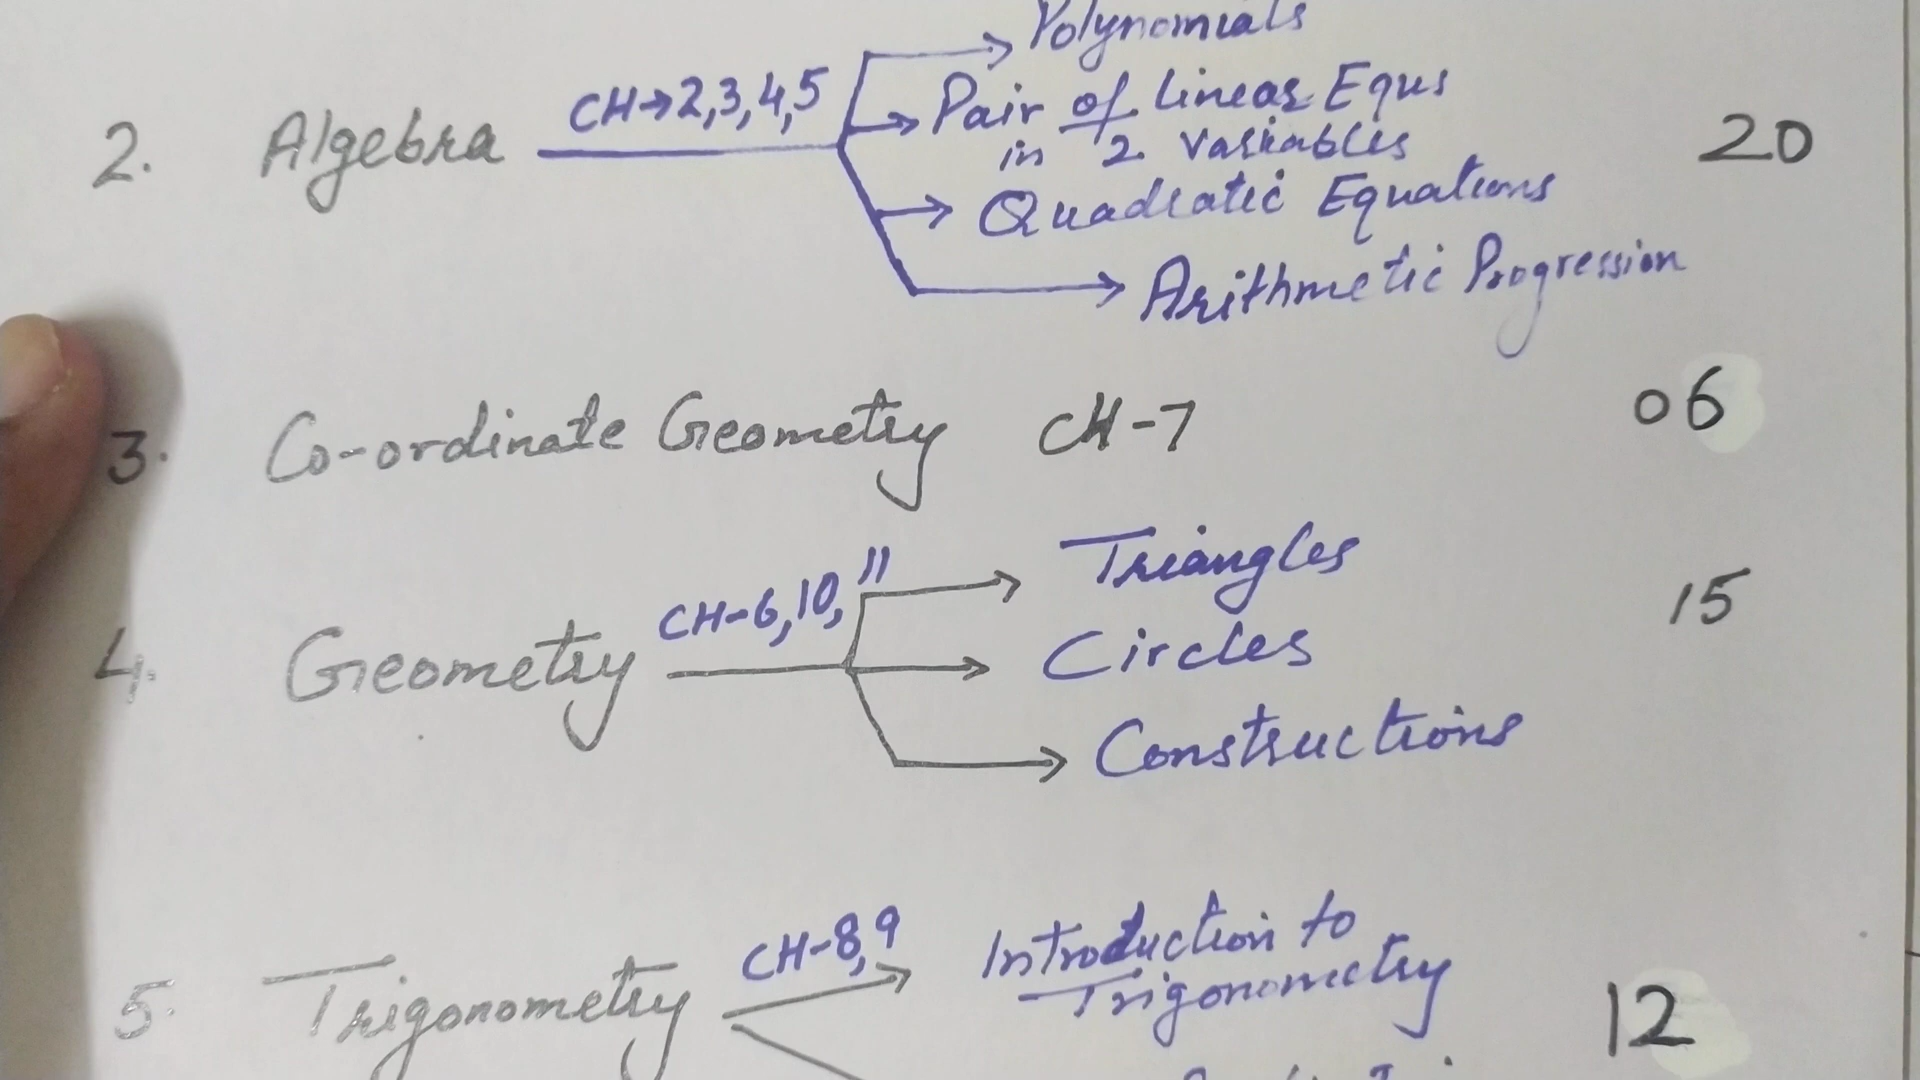 Polynomials
2. Algebra CH→2,3,4,5 Pair of linear Equs
in 2 variables
20
Quadratic Equations
Arithmetic Progression
3. Co-ordinate Geometry CH-7 06
4. Geometry CH-6,10,11 Triangles 15
Circles
Constructions
5. Trigonometry CH-8,9 Introduction to
Trigonometry 12